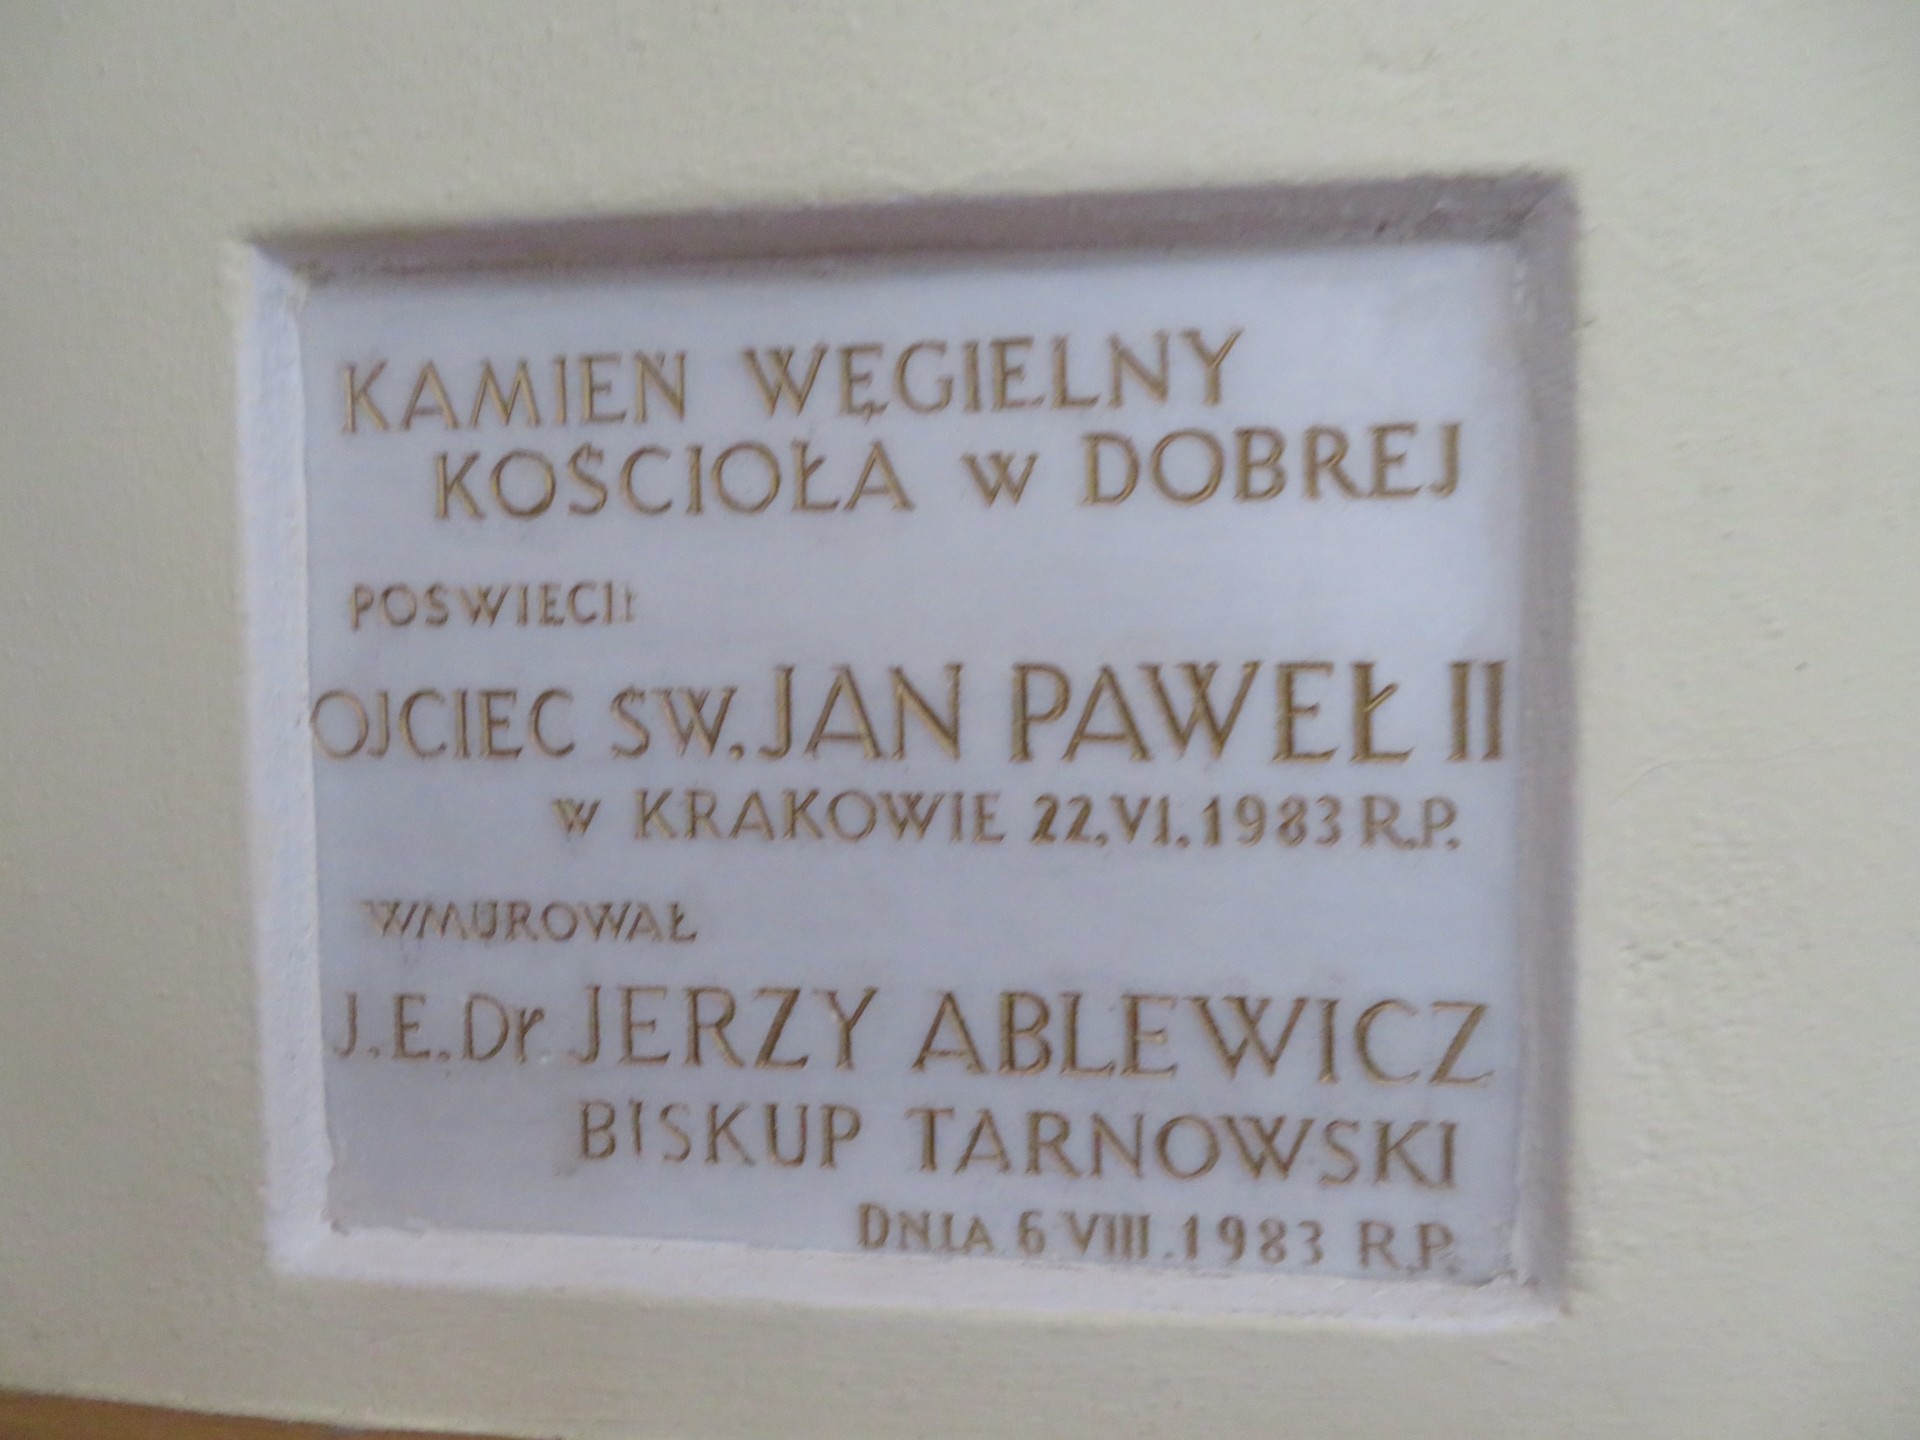 KAMIEŃ WĘGIELNY
KOŚCIOŁA W DOBREJ
POŚWIĘCIŁ
OJCIEC ŚW. JAN PAWEŁ II
W KRAKOWIE 22.VI.1983 R.P.
WMUROWAŁ
J.E.Dr JERZY ABLEWICZ
BISKUP TARNOWSKI
DNIA 6 VIII.1983 R.P.